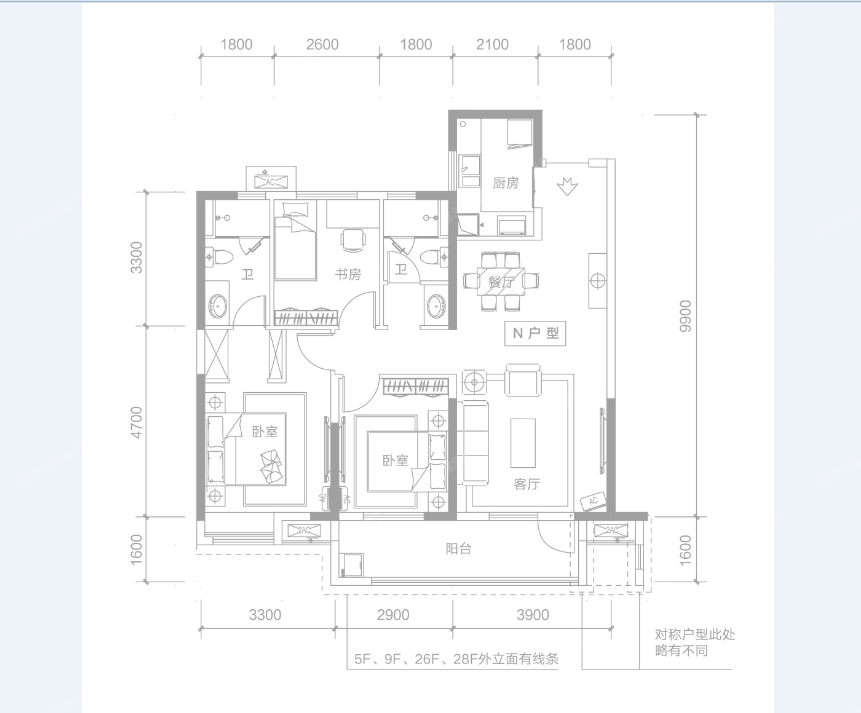 1800 2600 1800 2100 1800
AC
厨房
3300
卫
书房
卫
餐厅
9900
N 户 型
4700
卧室
卧室
客厅
AC
AC
AC
2AC
2AC
阳台
1600
1600
3300 2900 3900
对称户型此处
略有不同
5F、9F、26F、28F外立面有线条